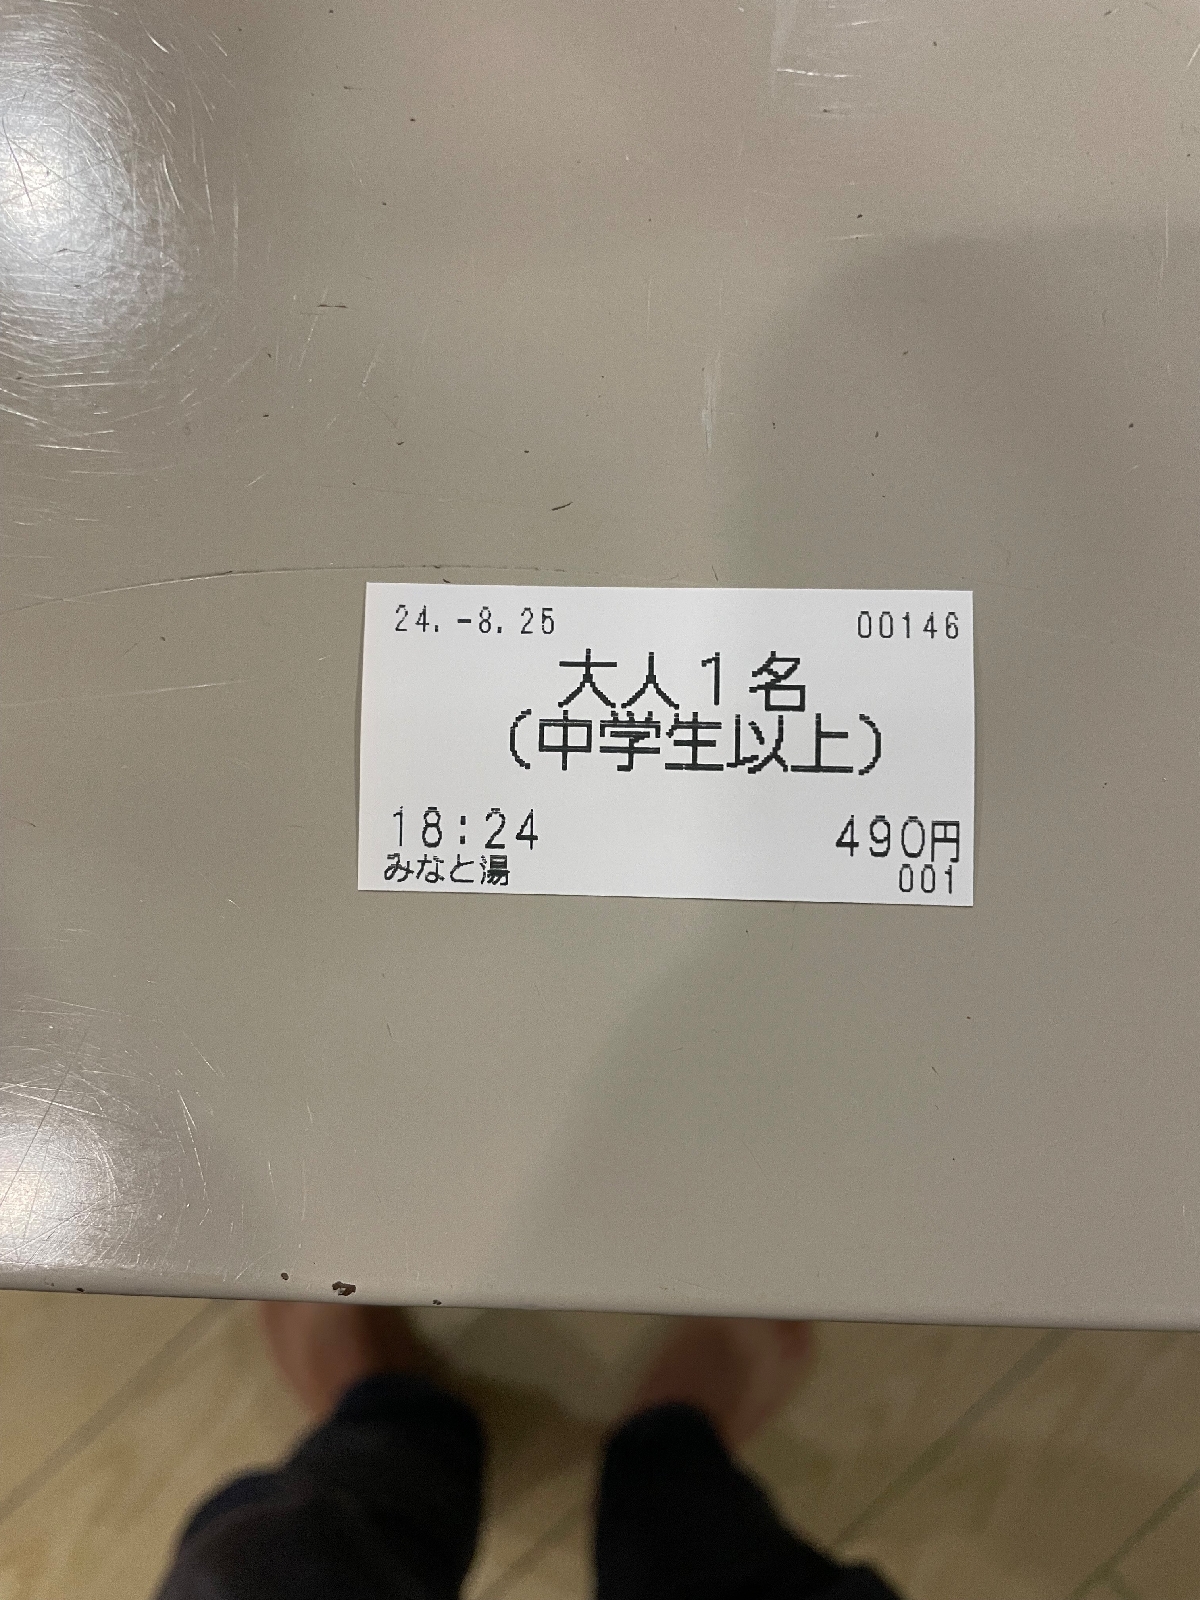 24.-8.25 00146
大人1名
(中学生以上)
18:24 490円
みなと湯 001